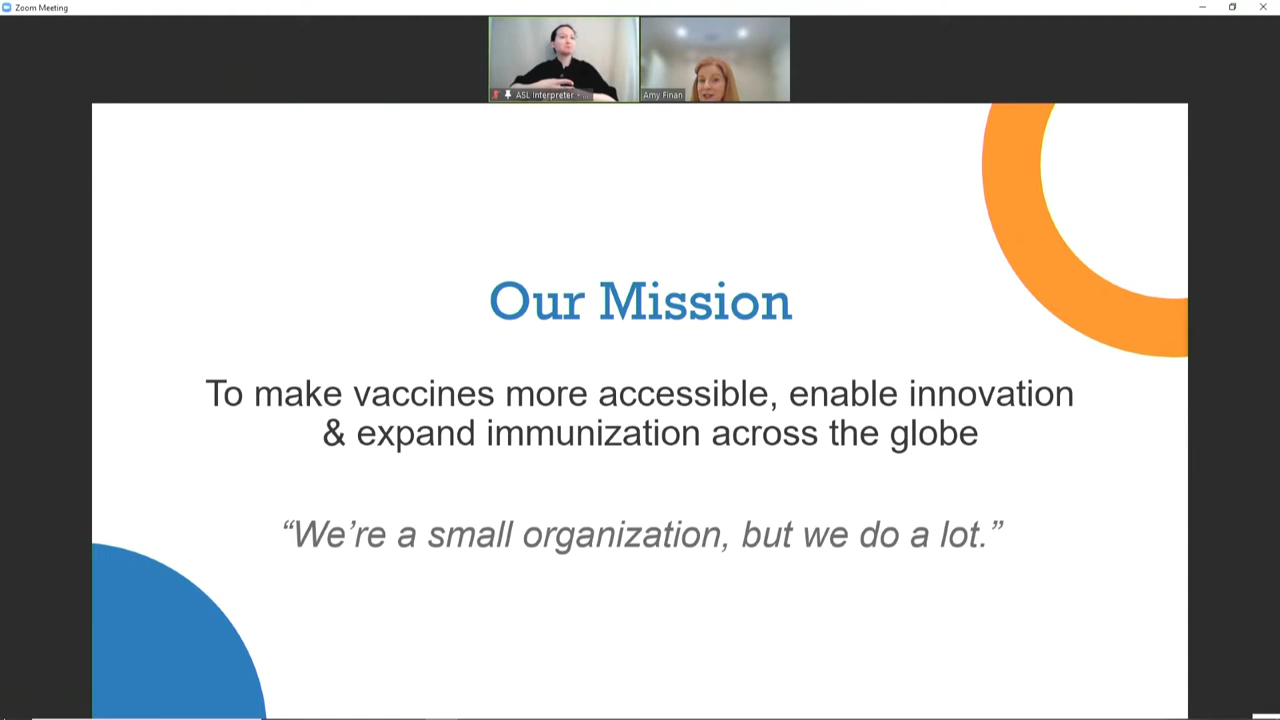 Zoom Meeting
ASL Interpreter - ...
Amy Finan
Our Mission
To make vaccines more accessible, enable innovation
& expand immunization across the globe
“We’re a small organization, but we do a lot.”